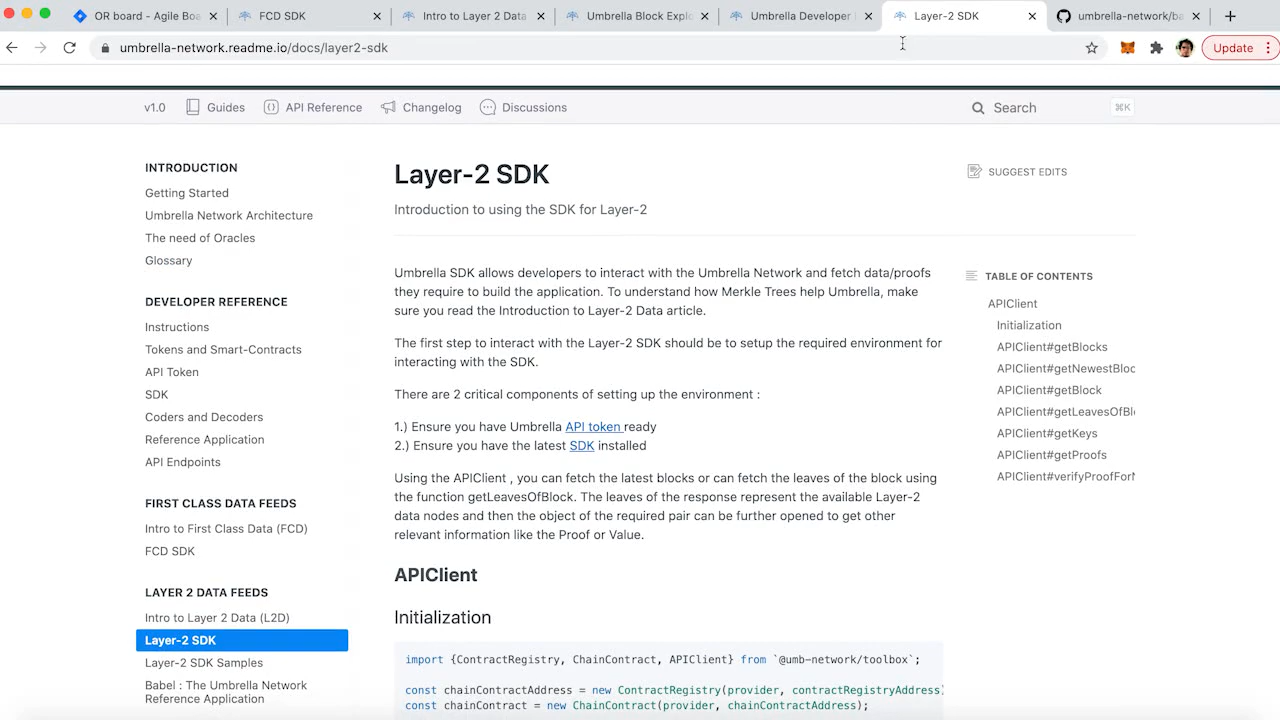 OR board - Agile Boa
FCD SDK
Intro to Layer 2 Data
Umbrella Block Explo
Umbrella Developer
Layer-2 SDK
umbrella-network/ba
umbrella-network.readme.io/docs/layer2-sdk
Update
v1.0
Guides
API Reference
Changelog
Discussions
Search
⌘K
INTRODUCTION
Getting Started
Umbrella Network Architecture
The need of Oracles
Glossary
DEVELOPER REFERENCE
Instructions
Tokens and Smart-Contracts
API Token
SDK
Coders and Decoders
Reference Application
API Endpoints
FIRST CLASS DATA FEEDS
Intro to First Class Data (FCD)
FCD SDK
LAYER 2 DATA FEEDS
Intro to Layer 2 Data (L2D)
Layer-2 SDK
Layer-2 SDK Samples
Babel : The Umbrella Network
Reference Application
Layer-2 SDK
Introduction to using the SDK for Layer-2
Umbrella SDK allows developers to interact with the Umbrella Network and fetch data/proofs
they require to build the application. To understand how Merkle Trees help Umbrella, make
sure you read the Introduction to Layer-2 Data article.
The first step to interact with the Layer-2 SDK should be to setup the required environment for
interacting with the SDK.
There are 2 critical components of setting up the environment :
1.) Ensure you have Umbrella API token ready
2.) Ensure you have the latest SDK installed
Using the APIClient , you can fetch the latest blocks or can fetch the leaves of the block using
the function getLeavesOfBlock. The leaves of the response represent the available Layer-2
data nodes and then the object of the required pair can be further opened to get other
relevant information like the Proof or Value.
APIClient
Initialization
import {ContractRegistry, ChainContract, APIClient} from `@umb-network/toolbox`;
const chainContractAddress = new ContractRegistry(provider, contractRegistryAddress)
const chainContract = new ChainContract(provider, chainContractAddress);
SUGGEST EDITS
TABLE OF CONTENTS
APIClient
Initialization
APIClient#getBlocks
APIClient#getNewestBloc
APIClient#getBlock
APIClient#getLeavesOfBl
APIClient#getKeys
APIClient#getProofs
APIClient#verifyProofForN